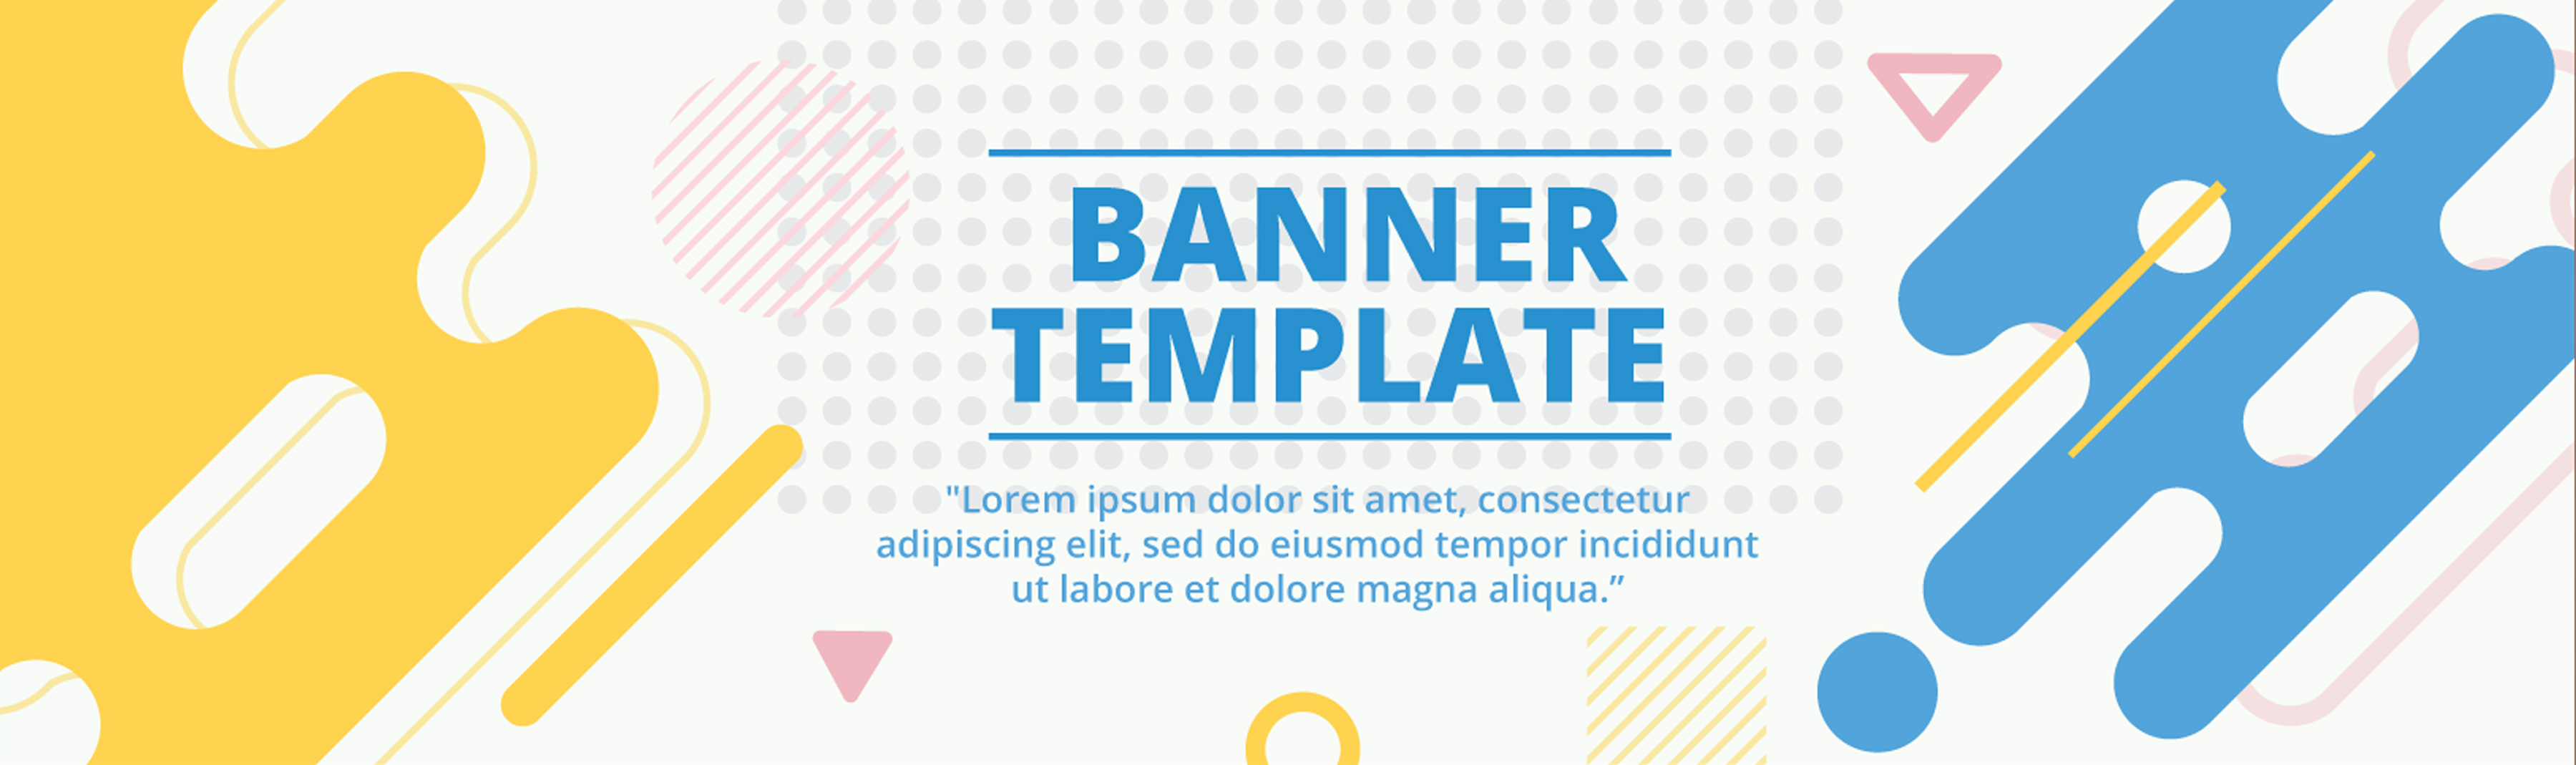 BANNER
TEMPLATE
"Lorem ipsum dolor sit amet, consectetur
adipiscing elit, sed do eiusmod tempor incididunt
ut labore et dolore magna aliqua.”